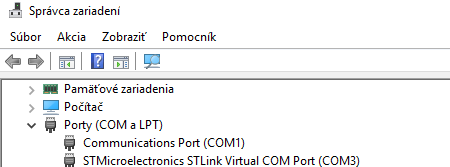 Správca zariadení
Súbor Akcia Zobraziť Pomocník
Pamäťové zariadenia
Počítač
Porty (COM a LPT)
Communications Port (COM1)
STMicroelectronics STLink Virtual COM Port (COM3)